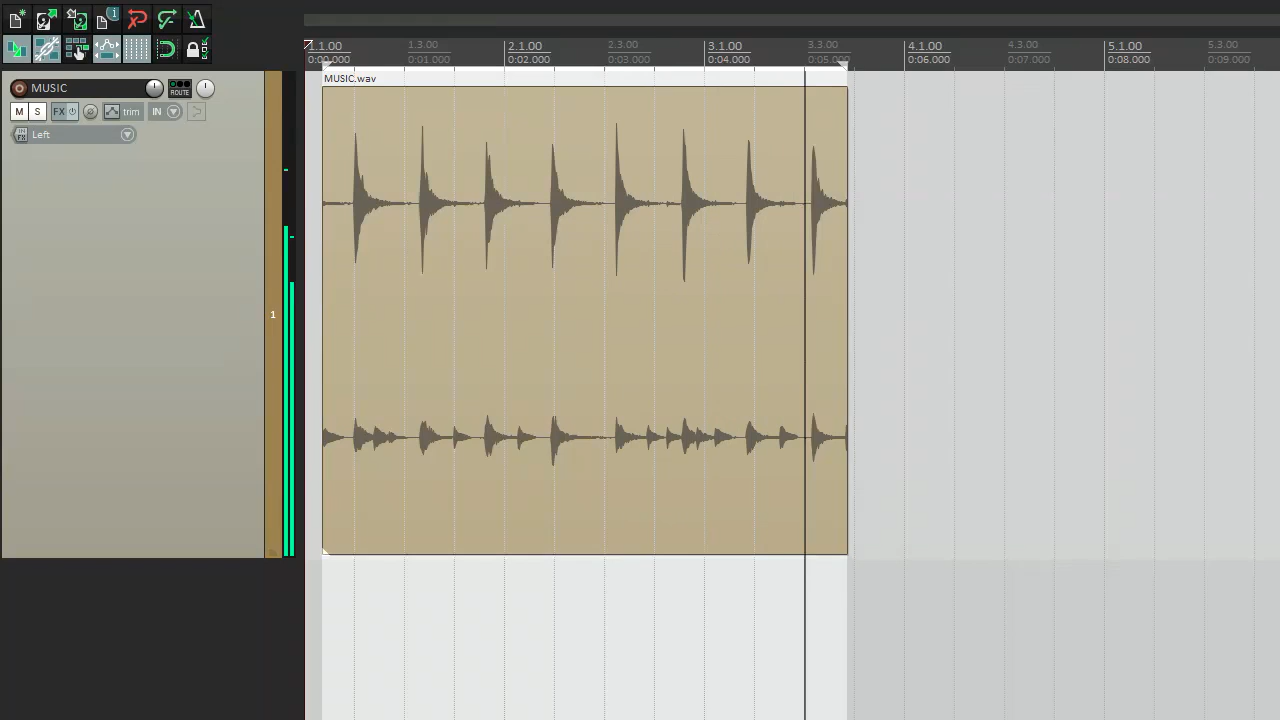 1.1.00 1.3.00 2.1.00 2.3.00 3.1.00 3.3.00 4.1.00 4.3.00 5.1.00 5.3.00
0:00.000 0:01.000 0:02.000 0:03.000 0:04.000 0:05.000 0:06.000 0:07.000 0:08.000 0:09.000
MUSIC.wav
MUSIC ROUTE
M S FX trim IN
IN FX Left
1